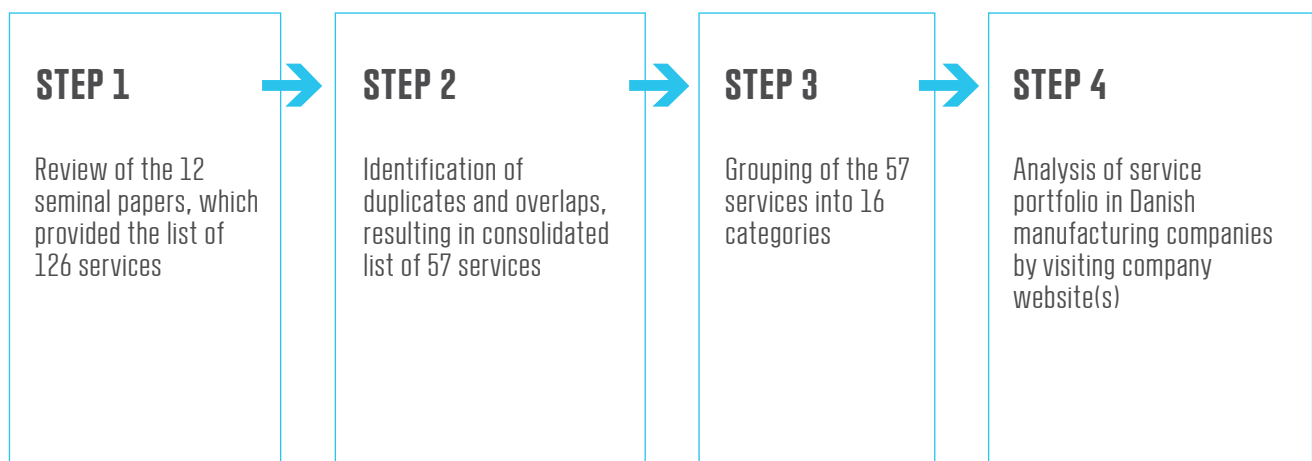 STEP 1
Review of the 12
seminal papers, which
provided the list of
126 services
STEP 2
Identification of
duplicates and overlaps,
resulting in consolidated
list of 57 services
STEP 3
Grouping of the 57
services into 16
categories
STEP 4
Analysis of service
portfolio in Danish
manufacturing companies
by visiting company
website(s)